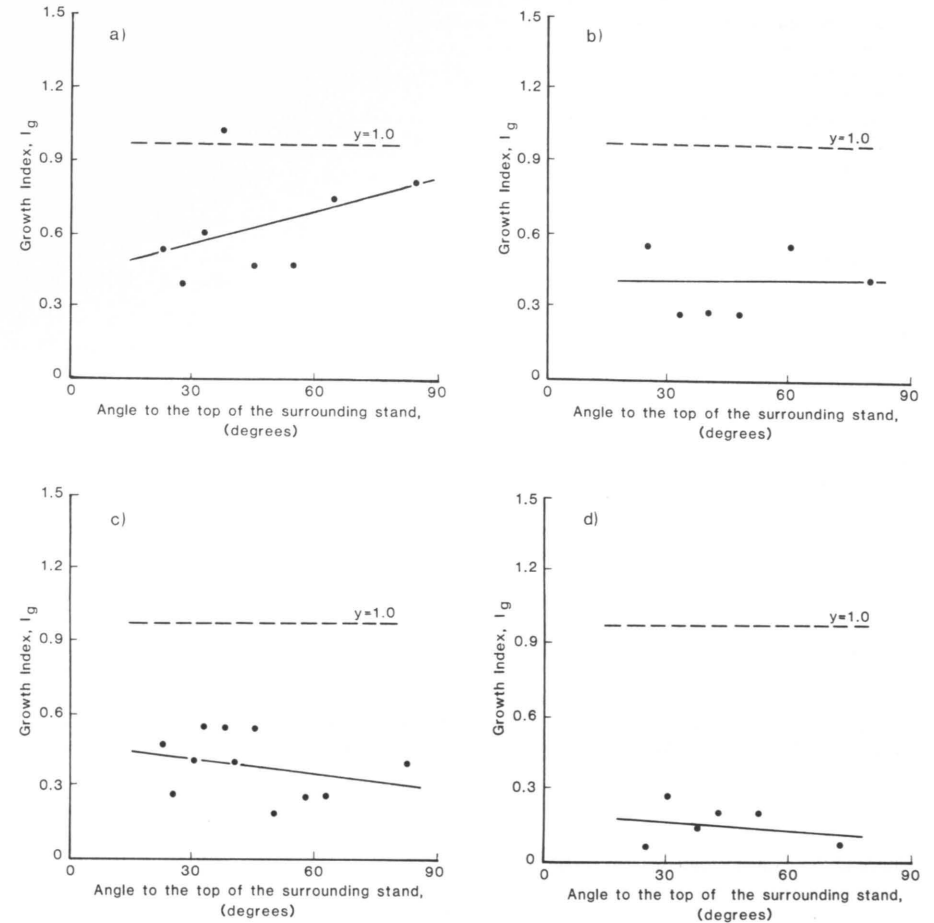 a)
1.5
1.2
0.9
0.6
0.3
0
Growth Index, Ig
y=1.0
0 30 60 90
Angle to the top of the surrounding stand,
(degrees)
b)
1.5
1.2
0.9
0.6
0.3
0
Growth Index, Ig
y=1.0
0 30 60 90
Angle to the top of the surrounding stand,
(degrees)
c)
1.5
1.2
0.9
0.6
0.3
0
Growth Index, Ig
y=1.0
0 30 60 90
Angle to the top of the surrounding stand,
(degrees)
d)
1.5
1.2
0.9
0.6
0.3
0
Growth Index, Ig
y=1.0
0 30 60 90
Angle to the top of the surrounding stand,
(degrees)